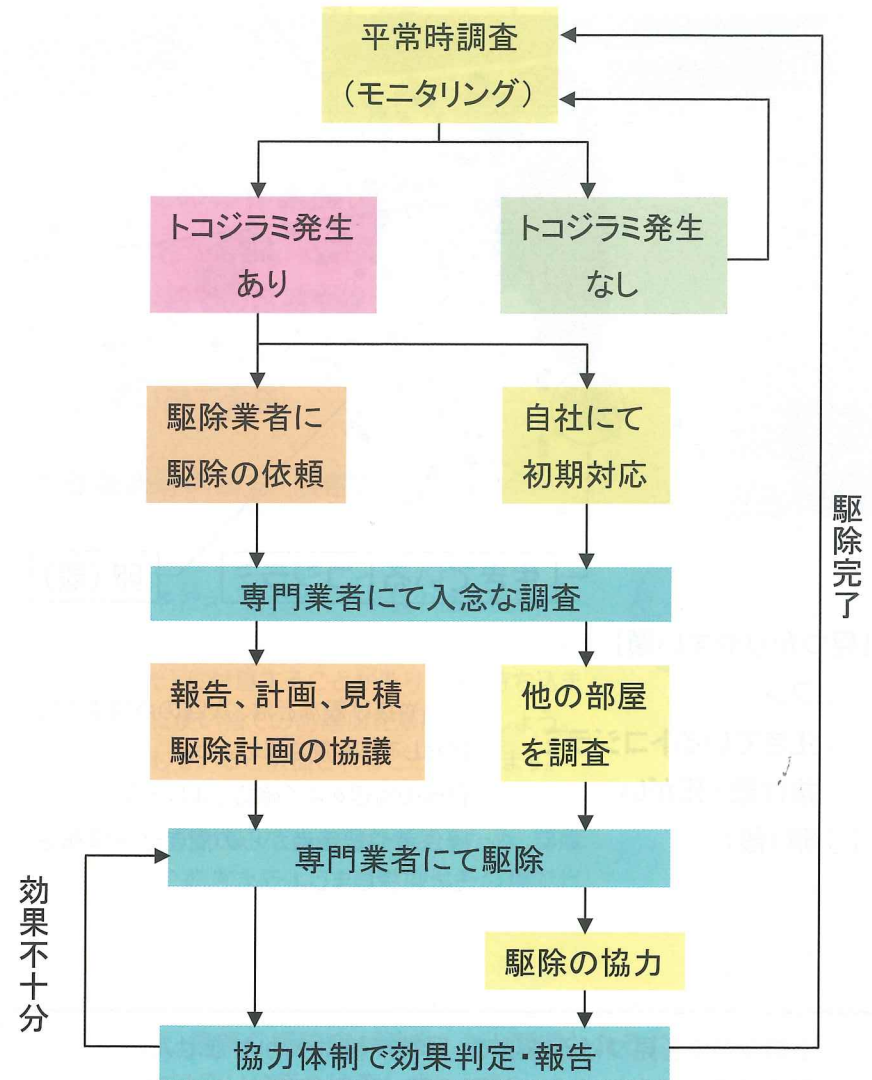 平常時調査
（モニタリング）
トコジラミ発生
あり
トコジラミ発生
なし
駆除業者に
駆除の依頼
自社にて
初期対応
専門業者にて入念な調査
報告、計画、見積
駆除計画の協議
他の部屋
を調査
専門業者にて駆除
駆除の協力
協力体制で効果判定・報告
効果不十分
駆除完了